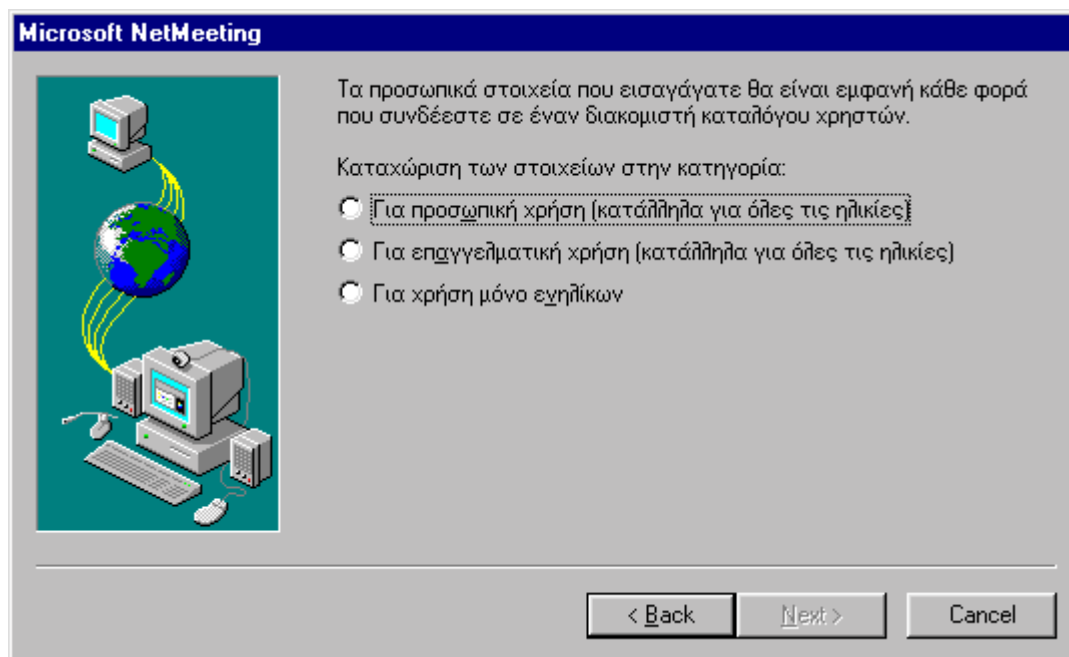 Microsoft NetMeeting
Τα προσωπικά στοιχεία που εισαγάγατε θα είναι εμφανή κάθε φορά
που συνδέεστε σε έναν διακομιστή καταλόγου χρηστών.
Καταχώριση των στοιχείων στην κατηγορία:
Για προσωπική χρήση (κατάλληλα για όλες τις ηλικίες)
Για επαγγελματική χρήση (κατάλληλα για όλες τις ηλικίες)
Για χρήση μόνο ενηλίκων
< Back Next > Cancel